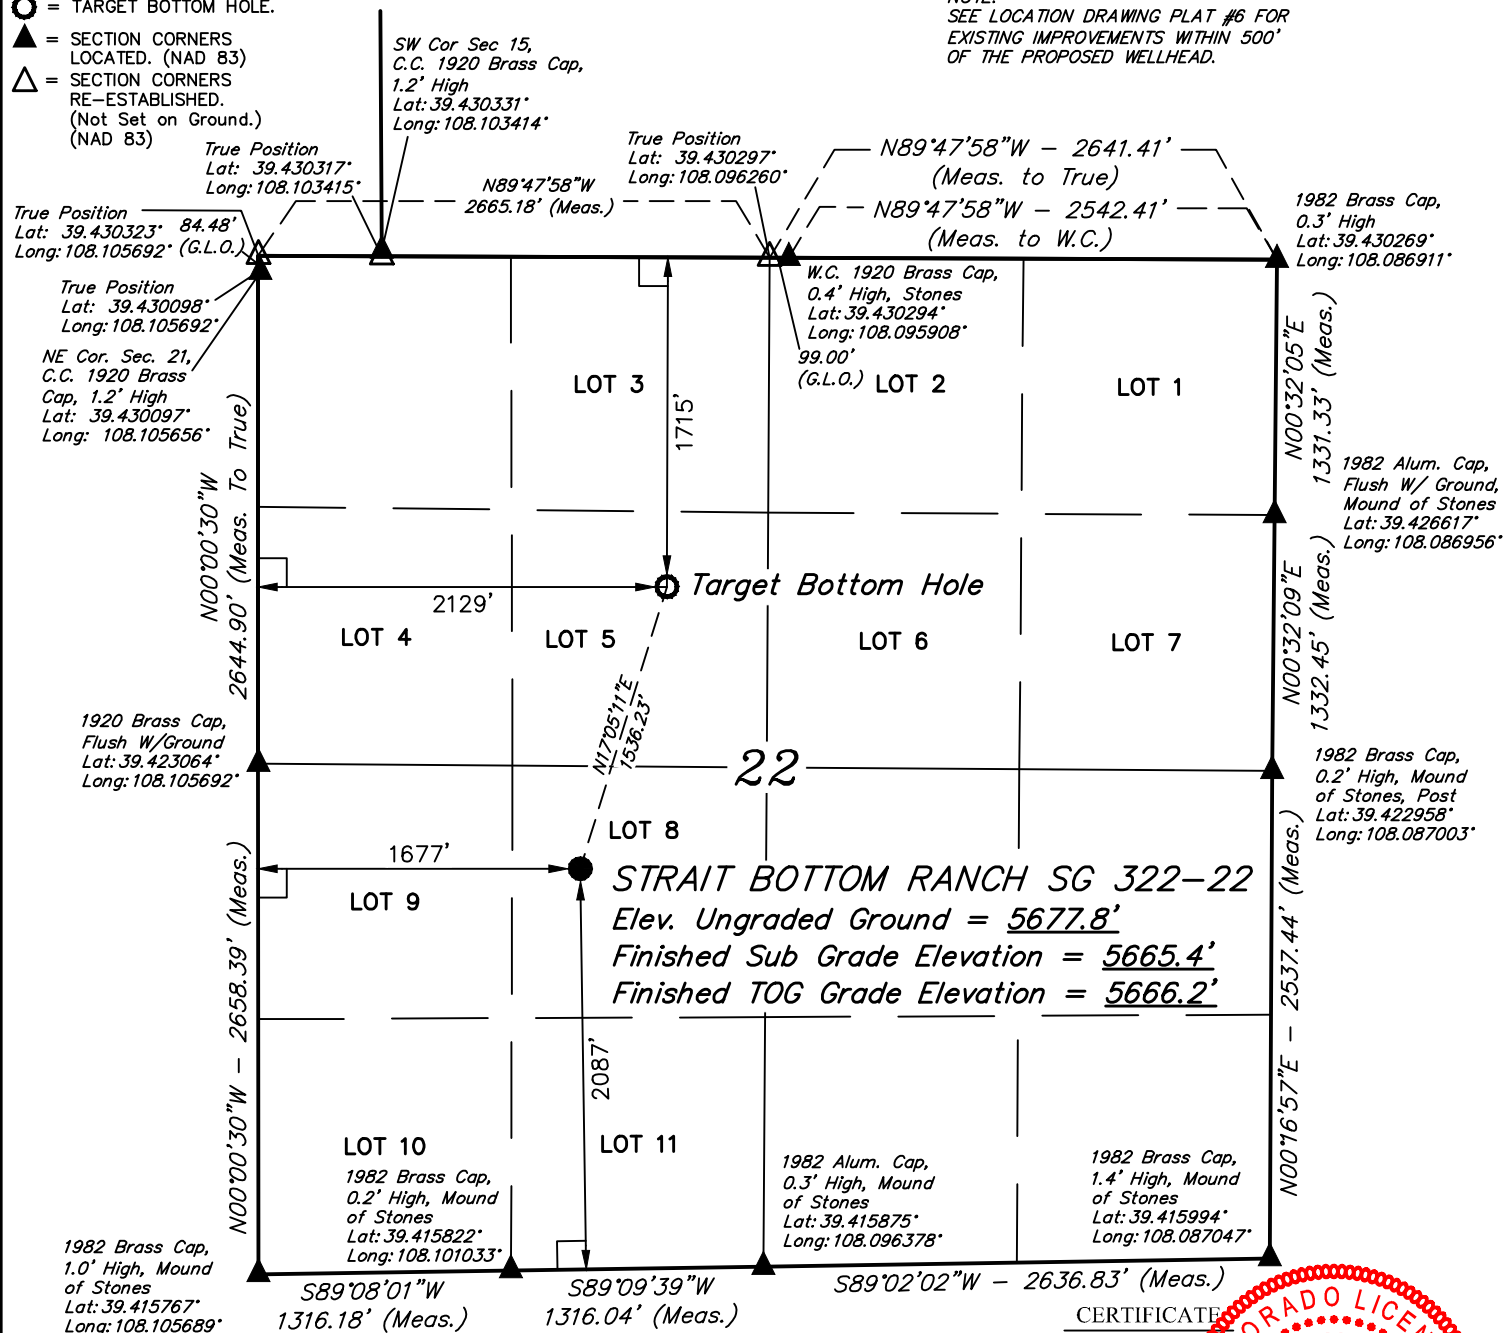 = TARGET BOTTOM HOLE.
= SECTION CORNERS
LOCATED. (NAD 83)
= SECTION CORNERS
RE-ESTABLISHED.
(Not Set on Ground.)
(NAD 83)
SW Cor Sec 15,
C.C. 1920 Brass Cap,
1.2' High
Lat: 39.430331°
Long: 108.103414°
NOTE:
SEE LOCATION DRAWING PLAT #6 FOR
EXISTING IMPROVEMENTS WITHIN 500'
OF THE PROPOSED WELLHEAD.
True Position
Lat: 39.430317°
Long: 108.103415°
True Position
Lat: 39.430297°
Long: 108.096260°
N89°47'58"W
2665.18' (Meas.)
N89°47'58"W - 2641.41'
(Meas. to True)
N89°47'58"W - 2542.41'
(Meas. to W.C.)
1982 Brass Cap,
0.3' High
Lat: 39.430269°
Long: 108.086911°
True Position
Lat: 39.430323°
Long: 108.105692°
84.48'
(G.L.O.)
True Position
Lat: 39.430098°
Long: 108.105692°
NE Cor. Sec. 21,
C.C. 1920 Brass
Cap, 1.2' High
Lat: 39.430097°
Long: 108.105656°
W.C. 1920 Brass Cap,
0.4' High, Stones
Lat: 39.430294°
Long: 108.095908°
99.00'
(G.L.O.)
LOT 3
LOT 2
LOT 1
1715'
N00°32'05"E
1331.33' (Meas.)
1982 Alum. Cap,
Flush W/ Ground,
Mound of Stones
Lat: 39.426617°
Long: 108.086956°
N00°00'30"W
2644.90' (Meas. To True)
Target Bottom Hole
2129'
LOT 4
LOT 5
LOT 6
LOT 7
N00°32'09"E
1332.45' (Meas.)
N17°05'11"E
1536.23'
1920 Brass Cap,
Flush W/Ground
Lat: 39.423064°
Long: 108.105692°
22
1982 Brass Cap,
0.2' High, Mound
of Stones, Post
Lat: 39.422958°
Long: 108.087003°
LOT 8
1677'
LOT 9
STRAIT BOTTOM RANCH SG 322-22
Elev. Ungraded Ground = 5677.8'
Finished Sub Grade Elevation = 5665.4'
Finished TOG Grade Elevation = 5666.2'
N00°00'30"W - 2658.39' (Meas.)
N00°16'57"E - 2537.44' (Meas.)
2087'
LOT 10
LOT 11
1982 Brass Cap,
0.2' High, Mound
of Stones
Lat: 39.415822°
Long: 108.101033°
1982 Alum. Cap,
0.3' High, Mound
of Stones
Lat: 39.415875°
Long: 108.096378°
1982 Brass Cap,
1.4' High, Mound
of Stones
Lat: 39.415994°
Long: 108.087047°
1982 Brass Cap,
1.0' High, Mound
of Stones
Lat: 39.415767°
Long: 108.105689°
S89°08'01"W
1316.18' (Meas.)
S89°09'39"W
1316.04' (Meas.)
S89°02'02"W - 2636.83' (Meas.)
CERTIFICATE
ORADO LICEN